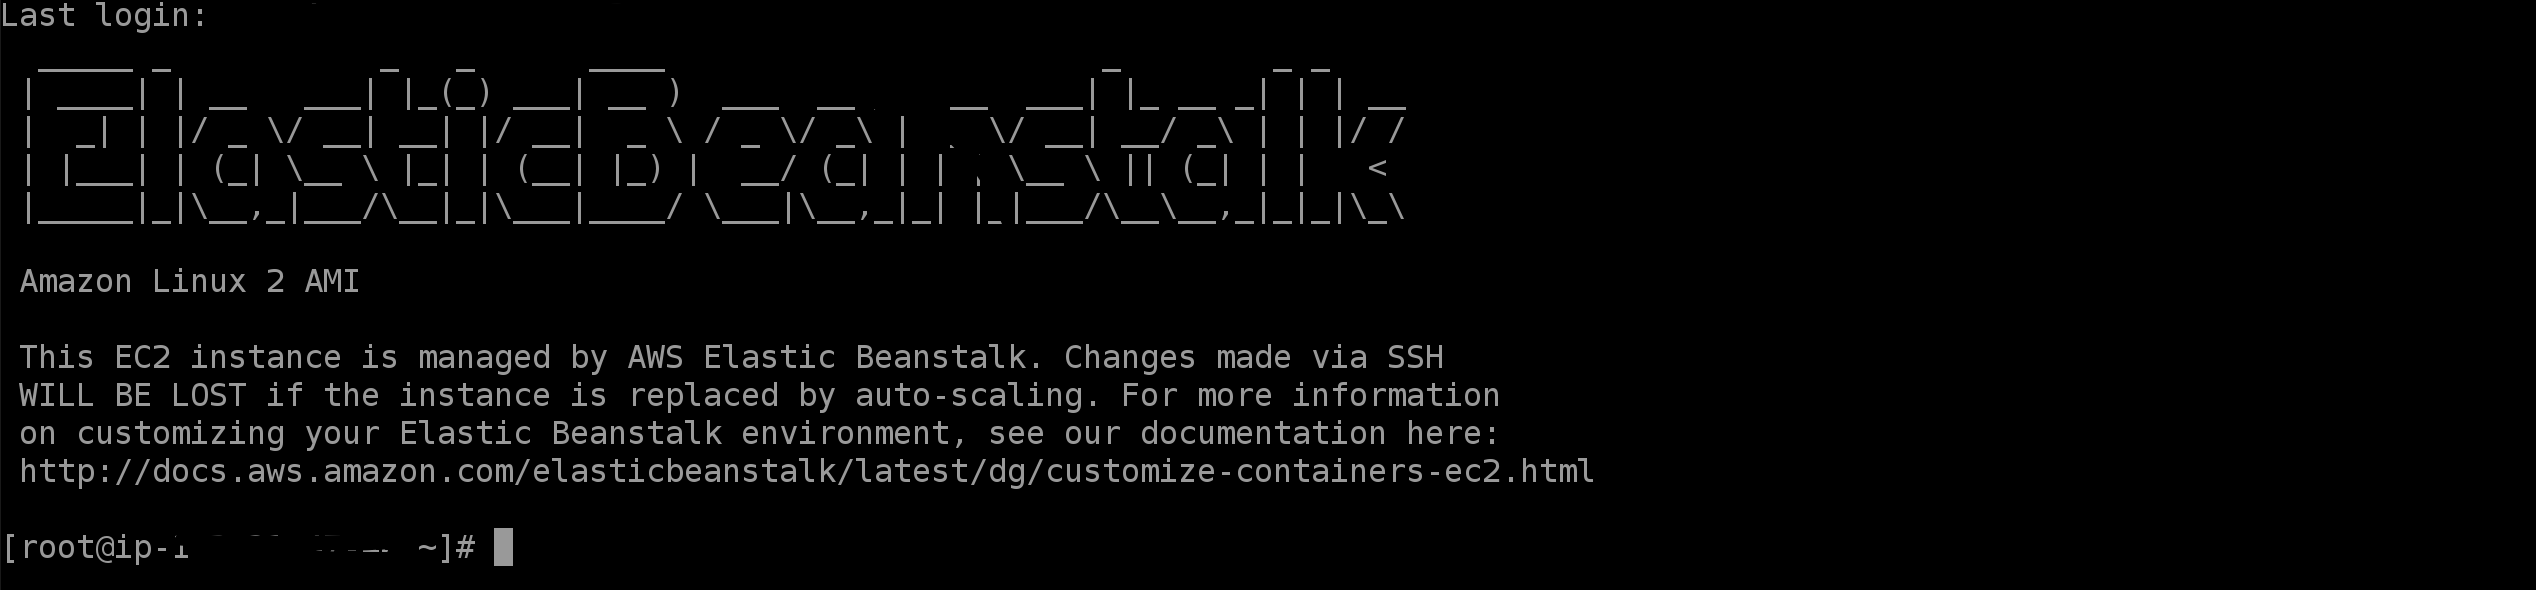 Last login:
ElasticBeanstalk
Amazon Linux 2 AMI
This EC2 instance is managed by AWS Elastic Beanstalk. Changes made via SSH
WILL BE LOST if the instance is replaced by auto-scaling. For more information
on customizing your Elastic Beanstalk environment, see our documentation here:
http://docs.aws.amazon.com/elasticbeanstalk/latest/dg/customize-containers-ec2.html
[root@ip- ~]#